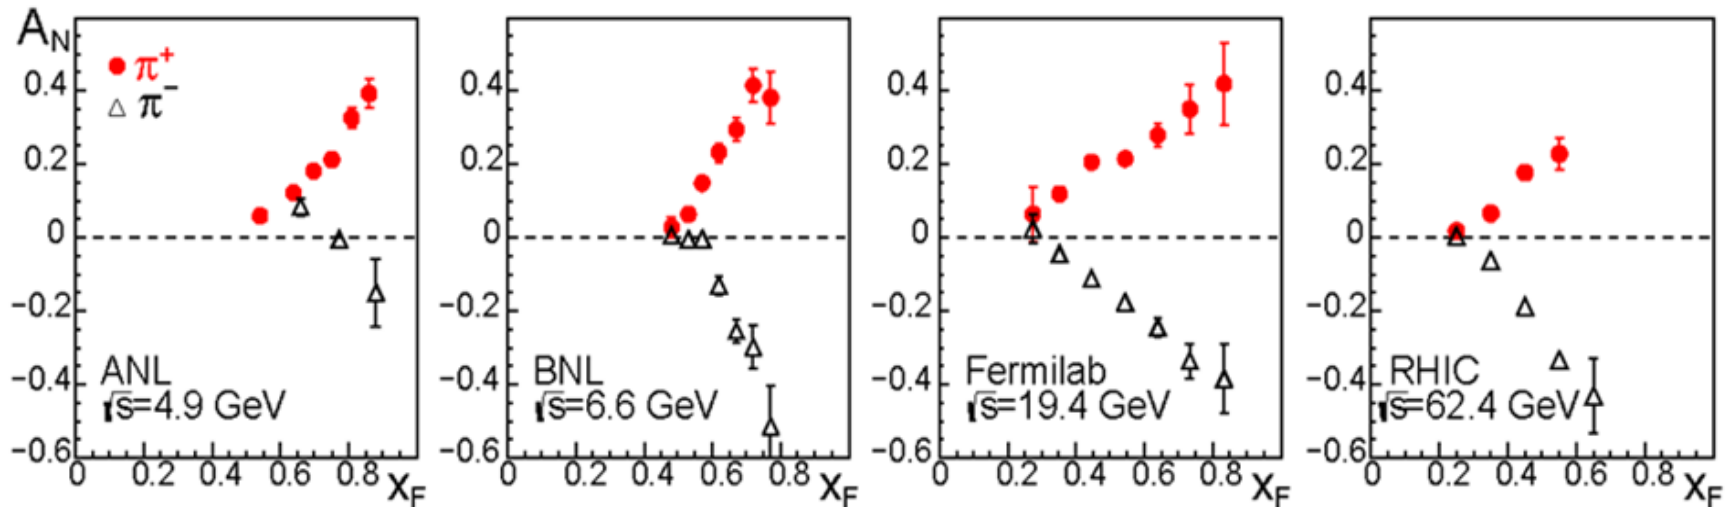 A_N
π⁺
π⁻
0.4
0.2
0
−0.2
−0.4
−0.6
ANL
√s=4.9 GeV
0 0.2 0.4 0.6 0.8 X_F
0.4
0.2
0
−0.2
−0.4
−0.6
BNL
√s=6.6 GeV
0 0.2 0.4 0.6 0.8 X_F
0.4
0.2
0
−0.2
−0.4
−0.6
Fermilab
√s=19.4 GeV
0 0.2 0.4 0.6 0.8 X_F
0.4
0.2
0
−0.2
−0.4
−0.6
RHIC
√s=62.4 GeV
0 0.2 0.4 0.6 0.8 X_F